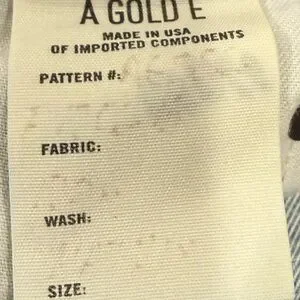 A GOLD E
MADE IN USA
OF IMPORTED COMPONENTS
PATTERN #:
FABRIC:
WASH:
SIZE: